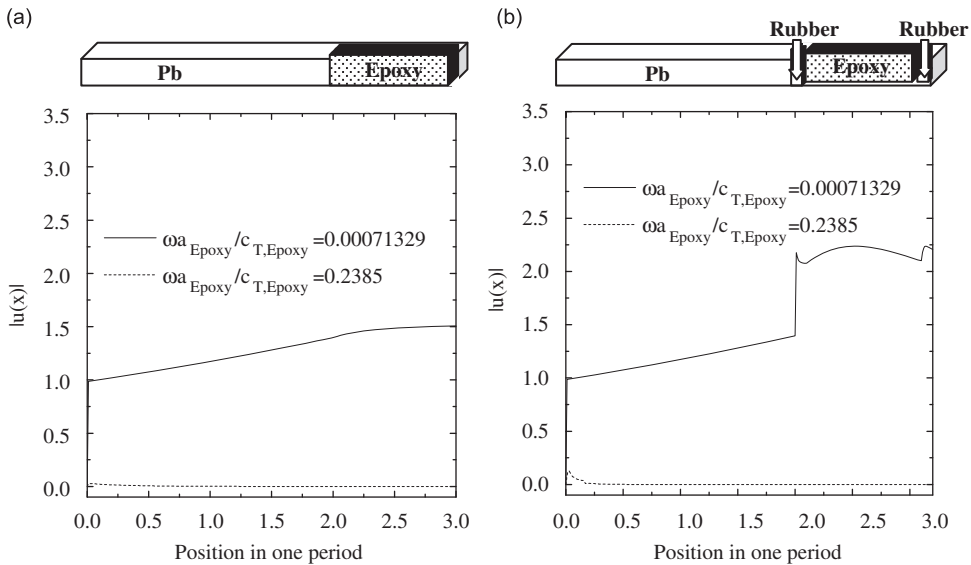 (a)
Pb
Epoxy
3.5
3.0
2.5
2.0
1.5
1.0
0.5
0.0
|u(x)|
ωa Epoxy/c T,Epoxy=0.00071329
ωa Epoxy/c T,Epoxy=0.2385
0.0 0.5 1.0 1.5 2.0 2.5 3.0
Position in one period
(b)
Rubber Rubber
Pb
Epoxy
3.5
3.0
2.5
2.0
1.5
1.0
0.5
0.0
|u(x)|
ωa Epoxy/c T,Epoxy=0.00071329
ωa Epoxy/c T,Epoxy=0.2385
0.0 0.5 1.0 1.5 2.0 2.5 3.0
Position in one period